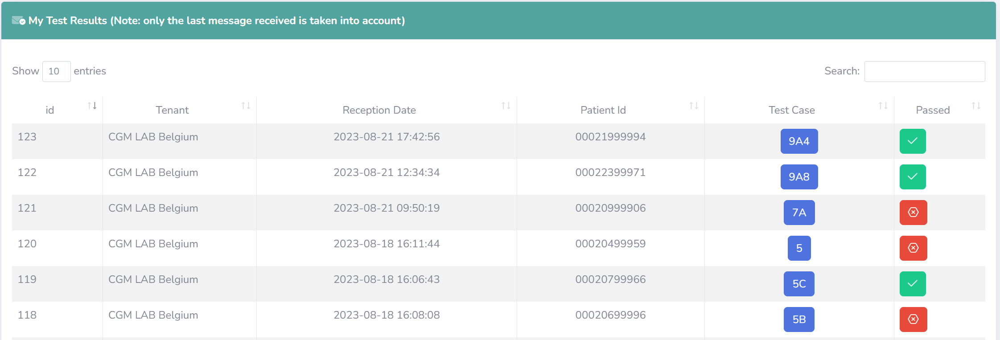 My Test Results (Note: only the last message received is taken into account)
Show 10 entries Search:
id Tenant Reception Date Patient Id Test Case Passed
123 CGM LAB Belgium 2023-08-21 17:42:56 00021999994 9A4
122 CGM LAB Belgium 2023-08-21 12:34:34 00022399971 9A8
121 CGM LAB Belgium 2023-08-21 09:50:19 00020999906 7A
120 CGM LAB Belgium 2023-08-18 16:11:44 00020499959 5
119 CGM LAB Belgium 2023-08-18 16:06:43 00020799966 5C
118 CGM LAB Belgium 2023-08-18 16:08:08 00020699996 5B